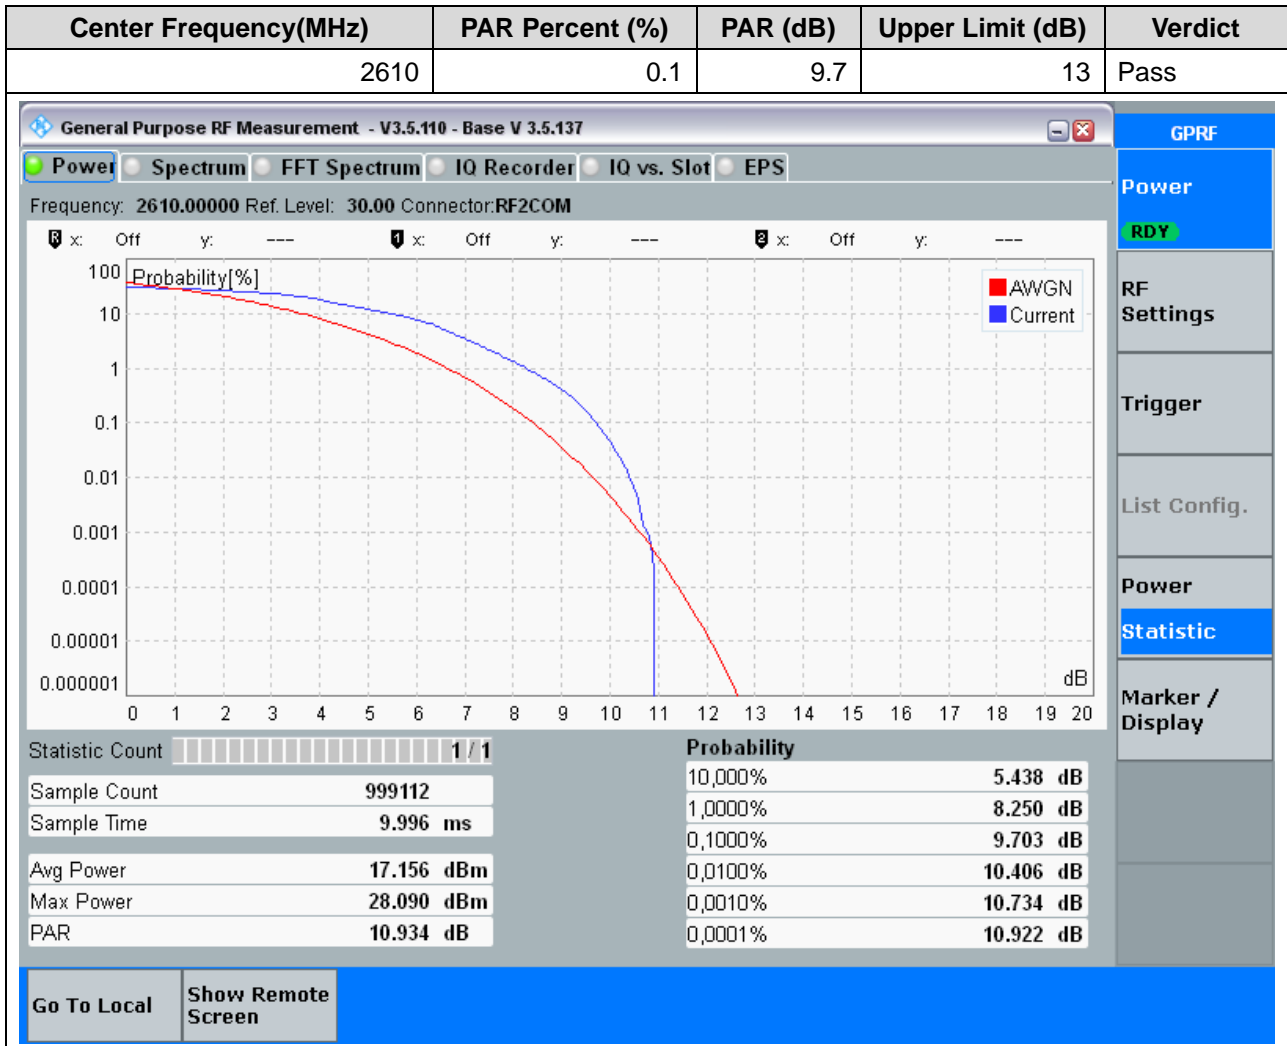 Center Frequency(MHz) PAR Percent (%) PAR (dB) Upper Limit (dB) Verdict
2610 0.1 9.7 13 Pass
General Purpose RF Measurement - V3.5.110 - Base V 3.5.137
GPRF
Power Spectrum FFT Spectrum IQ Recorder IQ vs. Slot EPS
Power
RDY
Frequency: 2610.00000 Ref. Level: 30.00 Connector:RF2COM
R x: Off y: --- 1 x: Off y: --- 2 x: Off y: ---
Probability[%]
100
10
1
0.1
0.01
0.001
0.0001
0.00001
0.000001
AWGN
Current
dB
0 1 2 3 4 5 6 7 8 9 10 11 12 13 14 15 16 17 18 19 20
RF
Settings
Trigger
List Config.
Power
Statistic
Marker /
Display
Statistic Count 1 / 1
Sample Count 999112
Sample Time 9.996 ms
Avg Power 17.156 dBm
Max Power 28.090 dBm
PAR 10.934 dB
Probability
10,000% 5.438 dB
1,0000% 8.250 dB
0,1000% 9.703 dB
0,0100% 10.406 dB
0,0010% 10.734 dB
0,0001% 10.922 dB
Go To Local
Show Remote
Screen